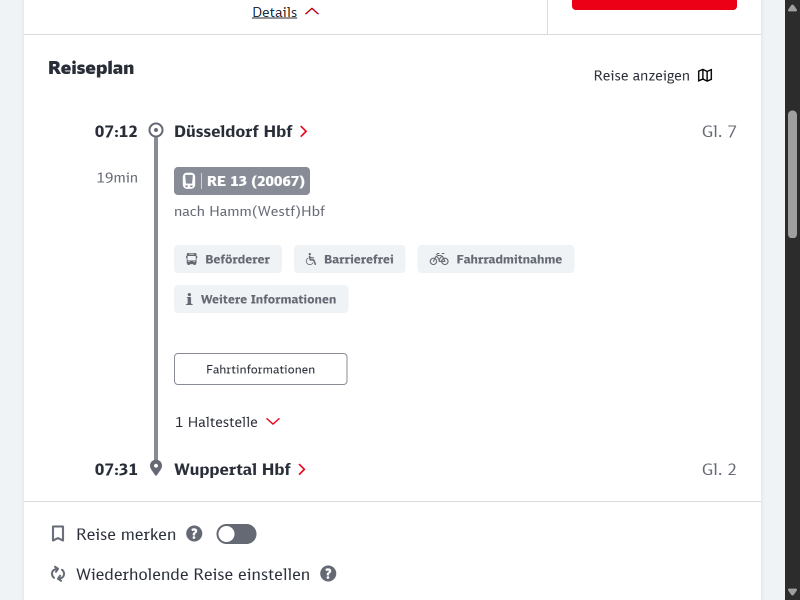 Details
Reiseplan
Reise anzeigen
07:12 Düsseldorf Hbf Gl. 7
19min RE 13 (20067)
nach Hamm(Westf)Hbf
Beförderer Barrierefrei Fahrradmitnahme
Weitere Informationen
Fahrtinformationen
1 Haltestelle
07:31 Wuppertal Hbf Gl. 2
Reise merken ?
Wiederholende Reise einstellen ?